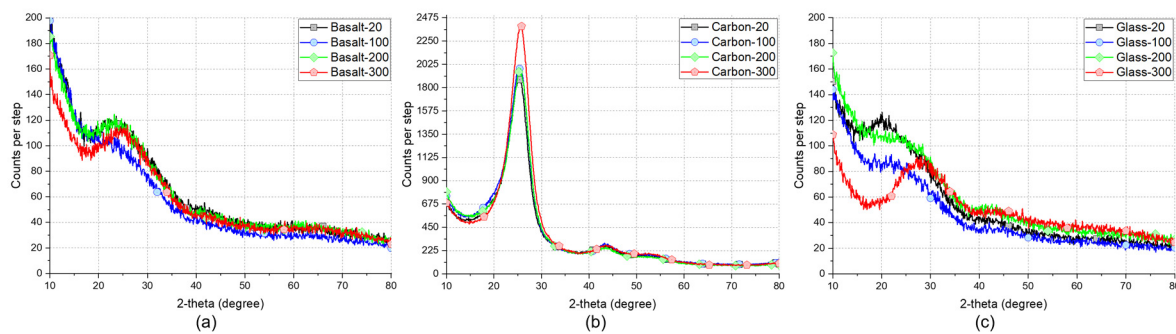 200
180
160
140
120
100
80
60
40
20
0
Counts per step
10 20 30 40 50 60 70 80
2-theta (degree)
Basalt-20
Basalt-100
Basalt-200
Basalt-300
(a)
2475
2250
2025
1800
1575
1350
1125
900
675
450
225
0
Counts per step
10 20 30 40 50 60 70 80
2-theta (degree)
Carbon-20
Carbon-100
Carbon-200
Carbon-300
(b)
200
180
160
140
120
100
80
60
40
20
0
Counts per step
10 20 30 40 50 60 70 80
2-theta (degree)
Glass-20
Glass-100
Glass-200
Glass-300
(c)